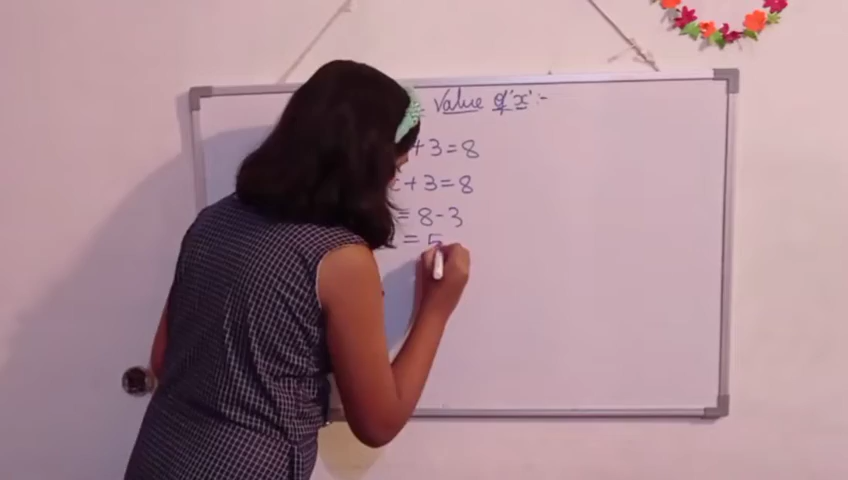 Value of 'x' :-
+ 3 = 8
x + 3 = 8
= 8 - 3
= 5